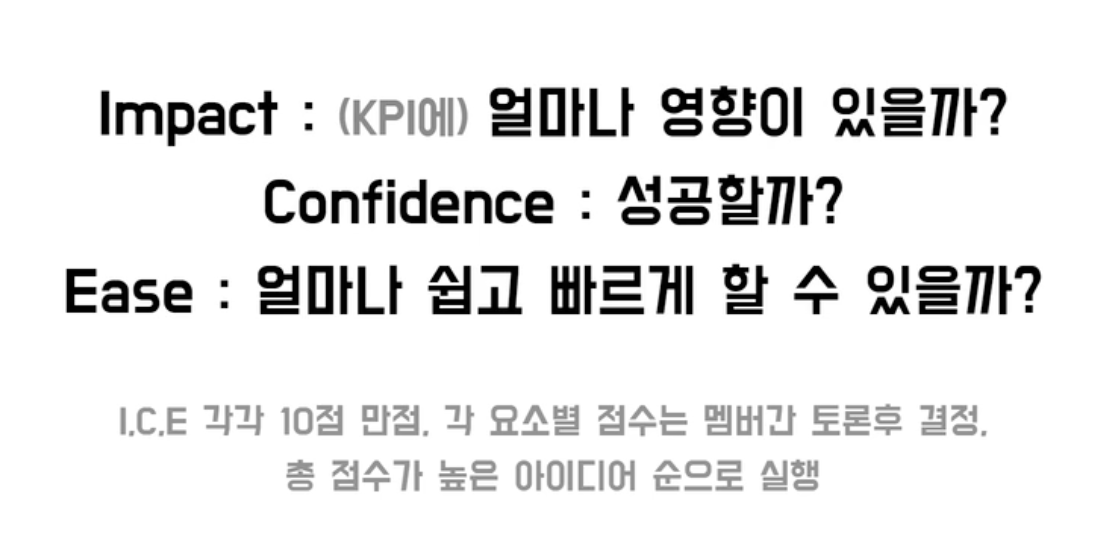 Impact : (KPI에) 얼마나 영향이 있을까?
Confidence : 성공할까?
Ease : 얼마나 쉽고 빠르게 할 수 있을까?
I.C.E 각각 10점 만점. 각 요소별 점수는 멤버간 토론후 결정.
총 점수가 높은 아이디어 순으로 실행